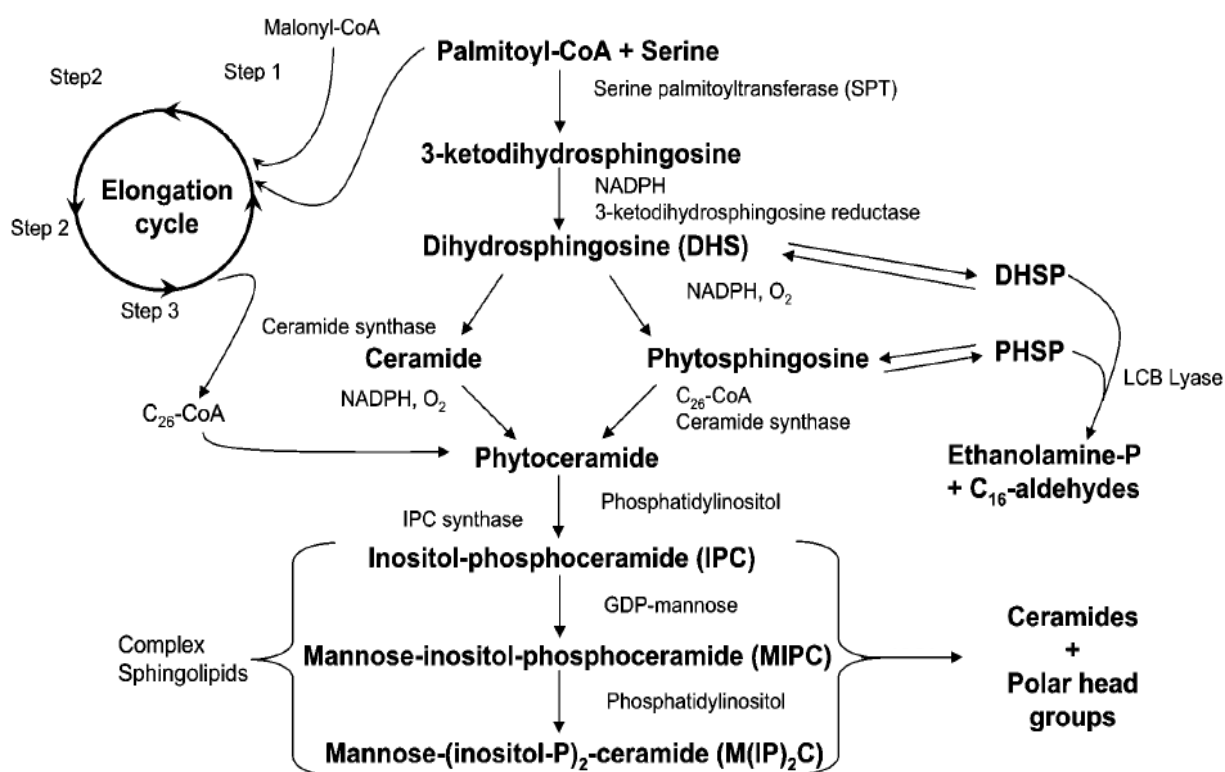 Malonyl-CoA
Palmitoyl-CoA + Serine
Step2
Step 1
Serine palmitoyltransferase (SPT)
3-ketodihydrosphingosine
Elongation
cycle
NADPH
3-ketodihydrosphingosine reductase
Step 2
Dihydrosphingosine (DHS)
NADPH, O₂
DHSP
Step 3
Ceramide synthase
Ceramide
Phytosphingosine
PHSP
LCB Lyase
NADPH, O₂
C₂₆-CoA
Ceramide synthase
C₂₆-CoA
Phytoceramide
Ethanolamine-P
+ C₁₆-aldehydes
Phosphatidylinositol
IPC synthase
Inositol-phosphoceramide (IPC)
GDP-mannose
Complex
Sphingolipids
Mannose-inositol-phosphoceramide (MIPC)
Phosphatidylinositol
Mannose-(inositol-P)₂-ceramide (M(IP)₂C)
Ceramides
+
Polar head
groups